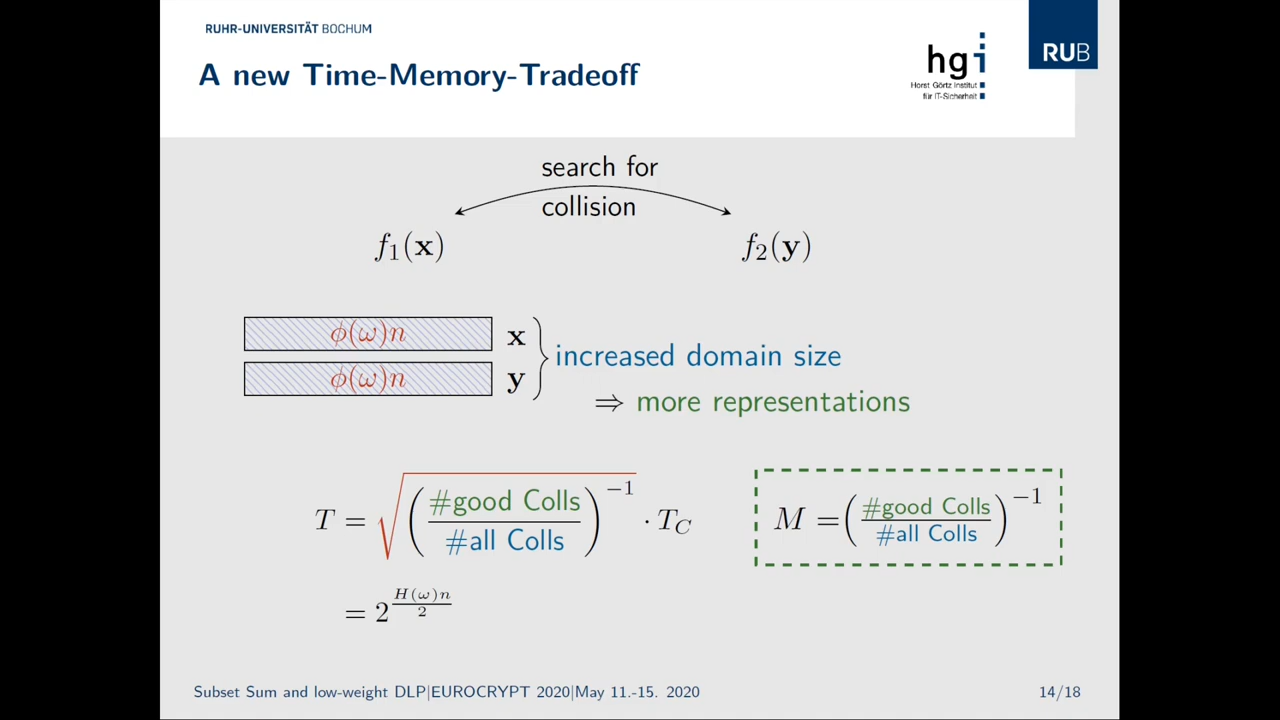 RUHR-UNIVERSITÄT BOCHUM
A new Time-Memory-Tradeoff
hgi
Horst Görtz Institut
für IT-Sicherheit
RUB
search for
collision
f₁(x)
f₂(y)
ϕ(ω)n x
ϕ(ω)n y
increased domain size
⇒ more representations
T = √((#good Colls / #all Colls)⁻¹) · T_C
M = (#good Colls / #all Colls)⁻¹
= 2^(H(ω)n / 2)
Subset Sum and low-weight DLP|EUROCRYPT 2020|May 11.-15. 2020
14/18